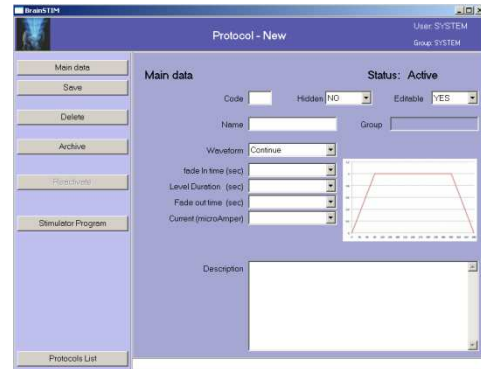 BrainSTIM
Protocol - New
User: SYSTEM
Group: SYSTEM
Main data
Save
Delete
Archive
Reactivate
Stimulator Program
Protocols List
Main data
Status: Active
Code
Hidden NO
Editable YES
Name
Group
Waveform Continue
fade In time (sec)
Level Duration (sec)
Fade out time (sec)
Current (microAmper)
Description